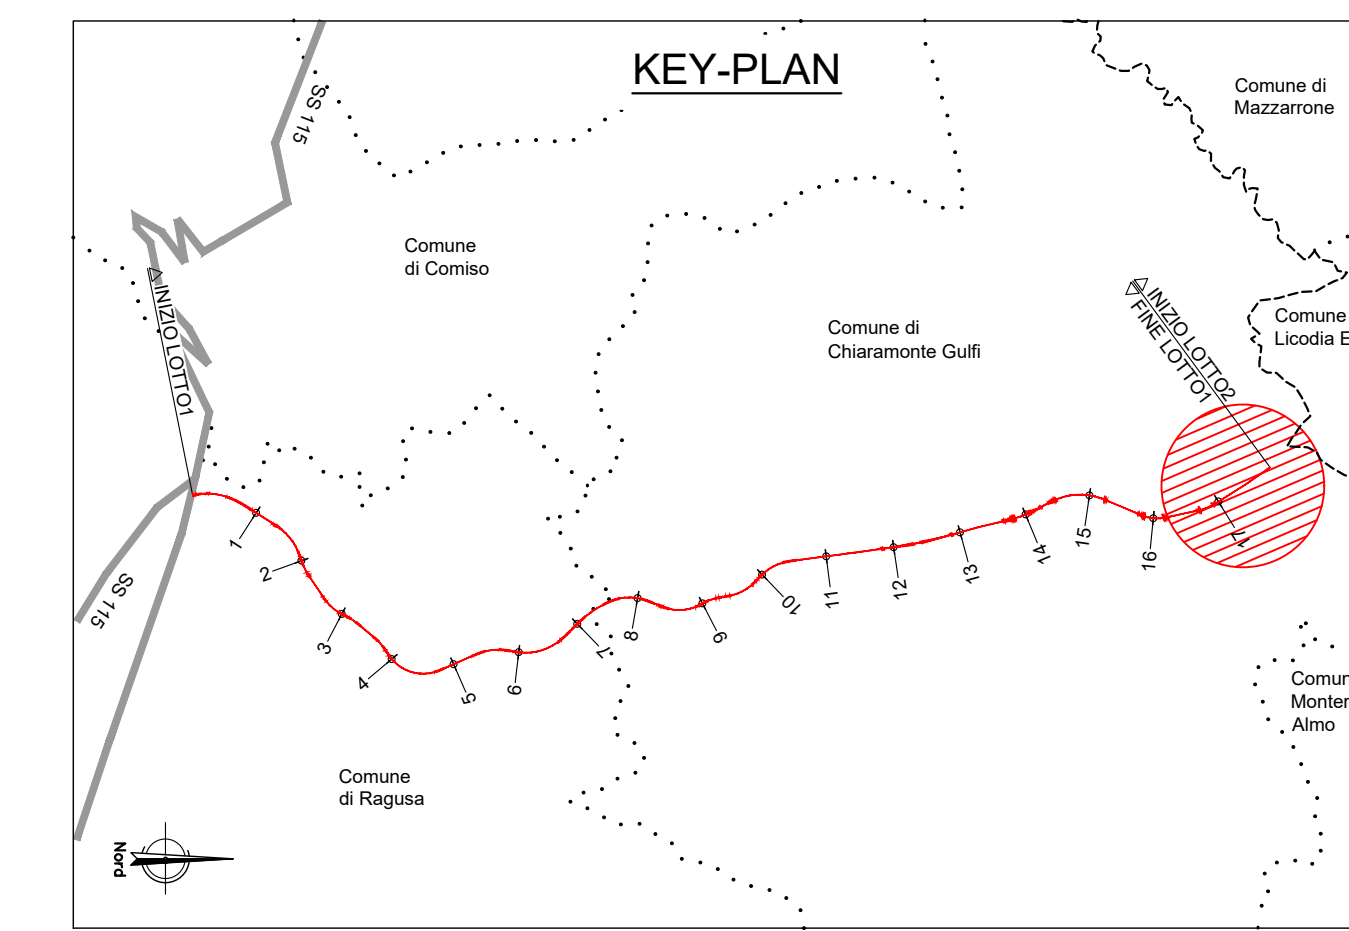 KEY-PLAN
Comune di
Mazzarrone
SS 115
Comune
di Comiso
INIZIO LOTTO1
Comune di
Chiaramonte Gulfi
INIZIO LOTTO2
FINE LOTTO1
Comune
Licodia E
1
2
3
4
5
6
7
8
9
10
11
12
13
14
15
16
17
SS 115
Comun
Monter
Almo
Comune
di Ragusa
Nord